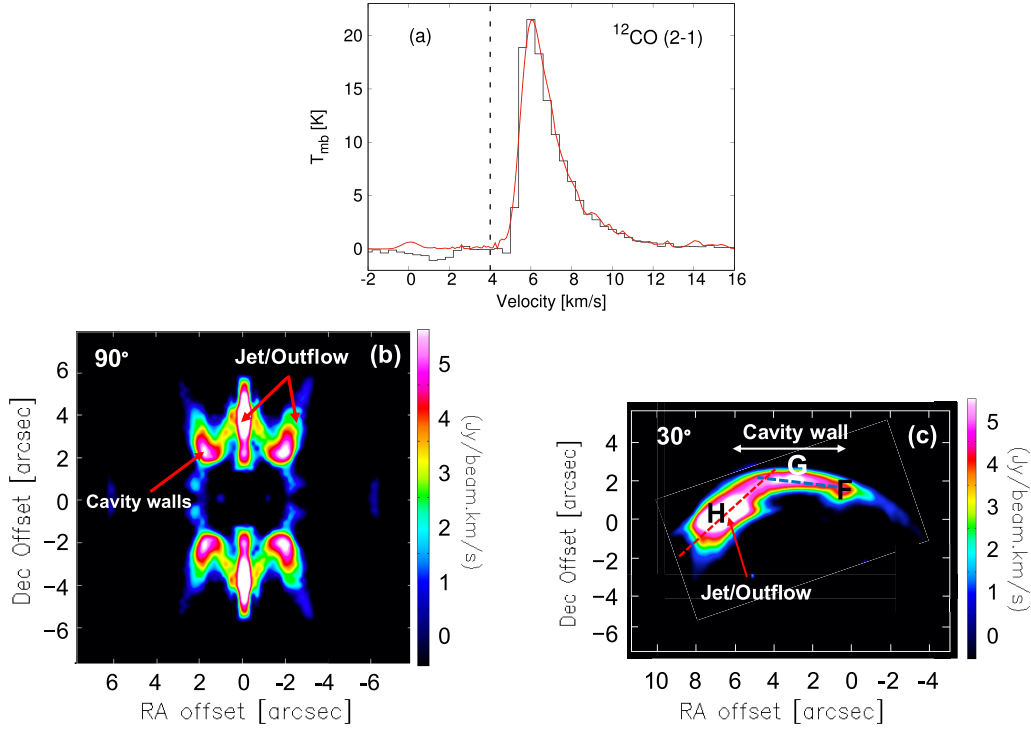 (a)
¹²CO (2-1)
20
15
10
5
0
T_mb [K]
-2 0 2 4 6 8 10 12 14 16
Velocity [km/s]
90°
Jet/Outflow
(b)
Cavity walls
6
4
2
0
−2
−4
−6
Dec Offset [arcsec]
6 4 2 0 −2 −4 −6
RA offset [arcsec]
5
4
3
2
1
0
(Jy/beam.km/s)
30°
Cavity wall
(c)
G
F
H
Jet/Outflow
4
2
0
−2
−4
−6
Dec Offset [arcsec]
10 8 6 4 2 0 −2 −4
RA offset [arcsec]
5
4
3
2
1
0
(Jy/beam.km/s)